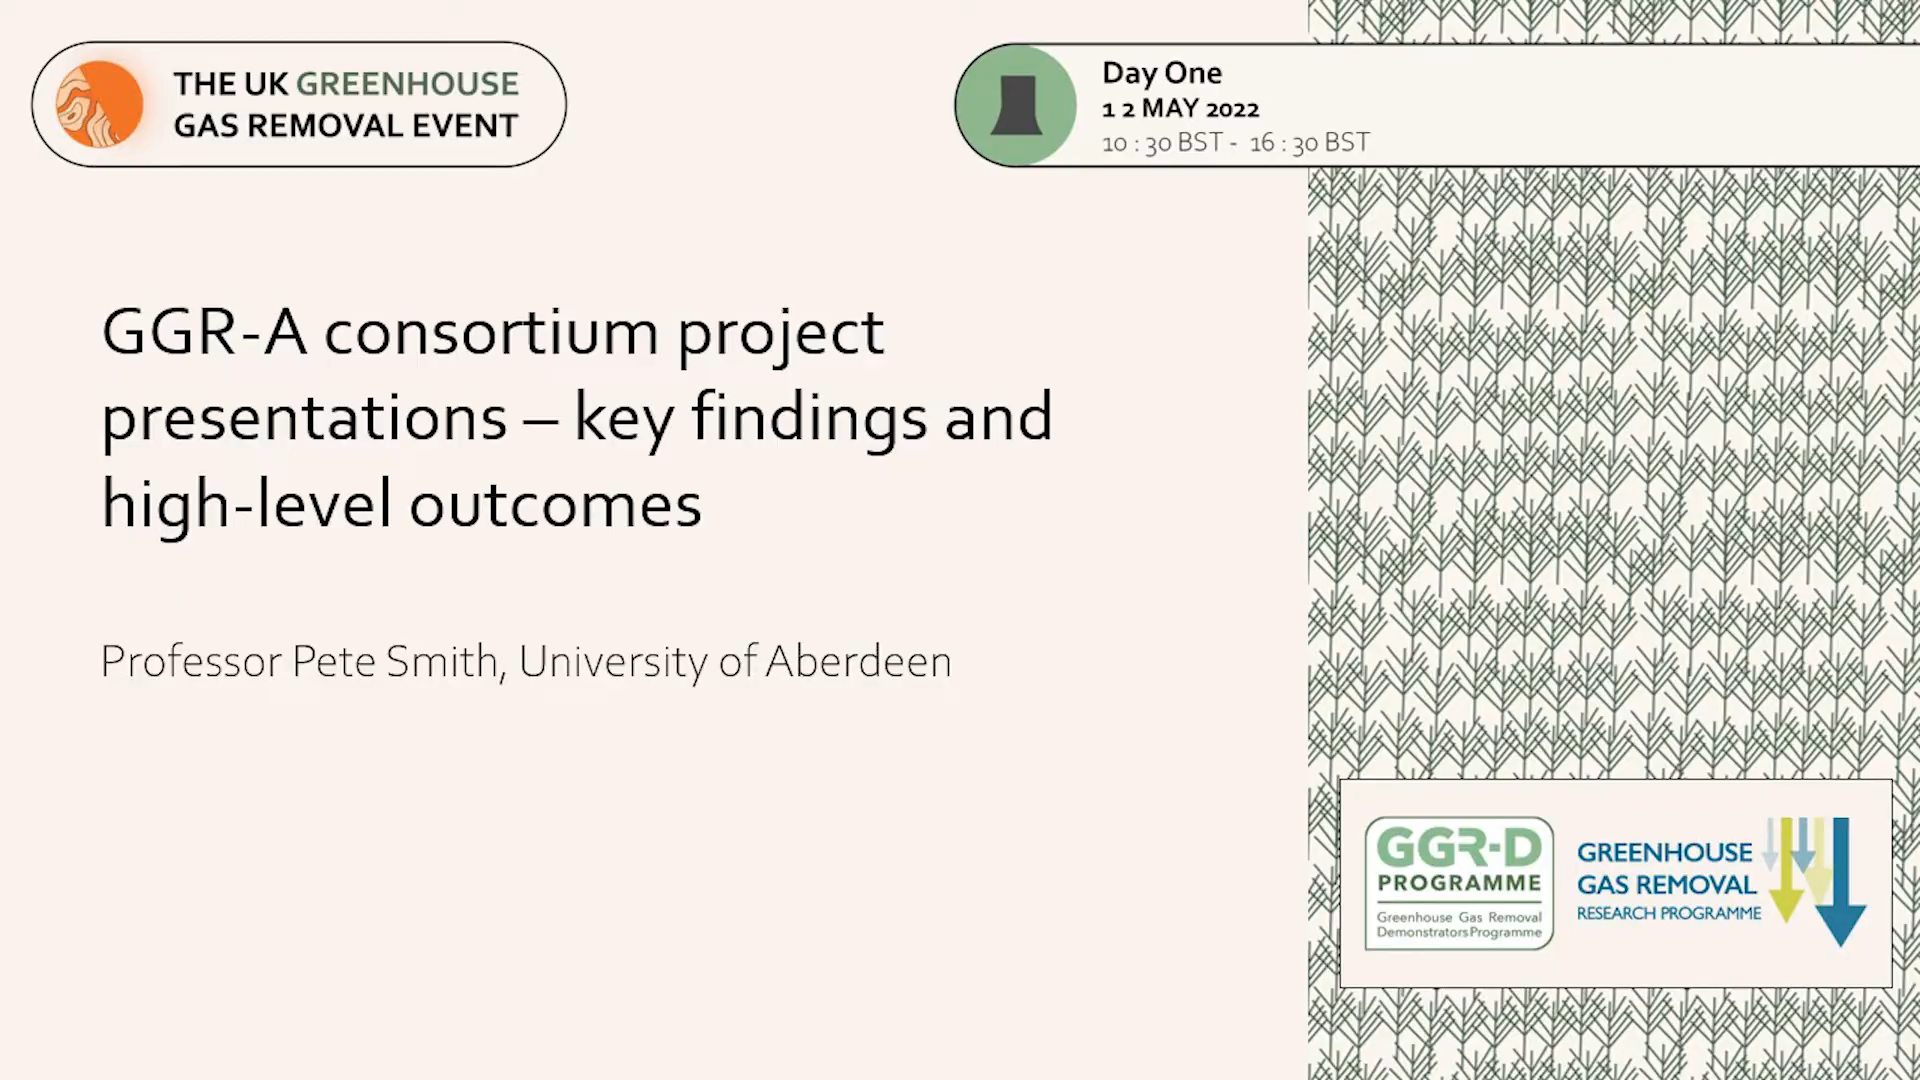 THE UK GREENHOUSE
GAS REMOVAL EVENT
Day One
12 MAY 2022
10 : 30 BST - 16 : 30 BST
GGR-A consortium project
presentations – key findings and
high-level outcomes
Professor Pete Smith, University of Aberdeen
GGR-D
PROGRAMME
Greenhouse Gas Removal
Demonstrators Programme
GREENHOUSE
GAS REMOVAL
RESEARCH PROGRAMME